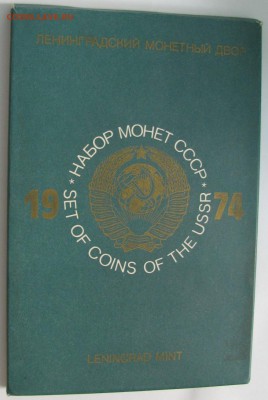 ЛЕНИНГРАДСКИЙ МОНЕТНЫЙ ДВОР
* НАБОР МОНЕТ СССР *
19 74
SET OF COINS OF THE USSR
LENINGRAD MINT